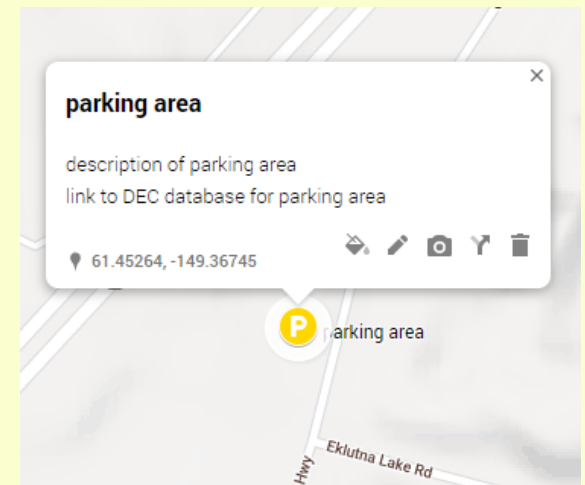 parking area
description of parking area
link to DEC database for parking area
61.45264, -149.36745
P
parking area
Eklutna Lake Rd
Hwy